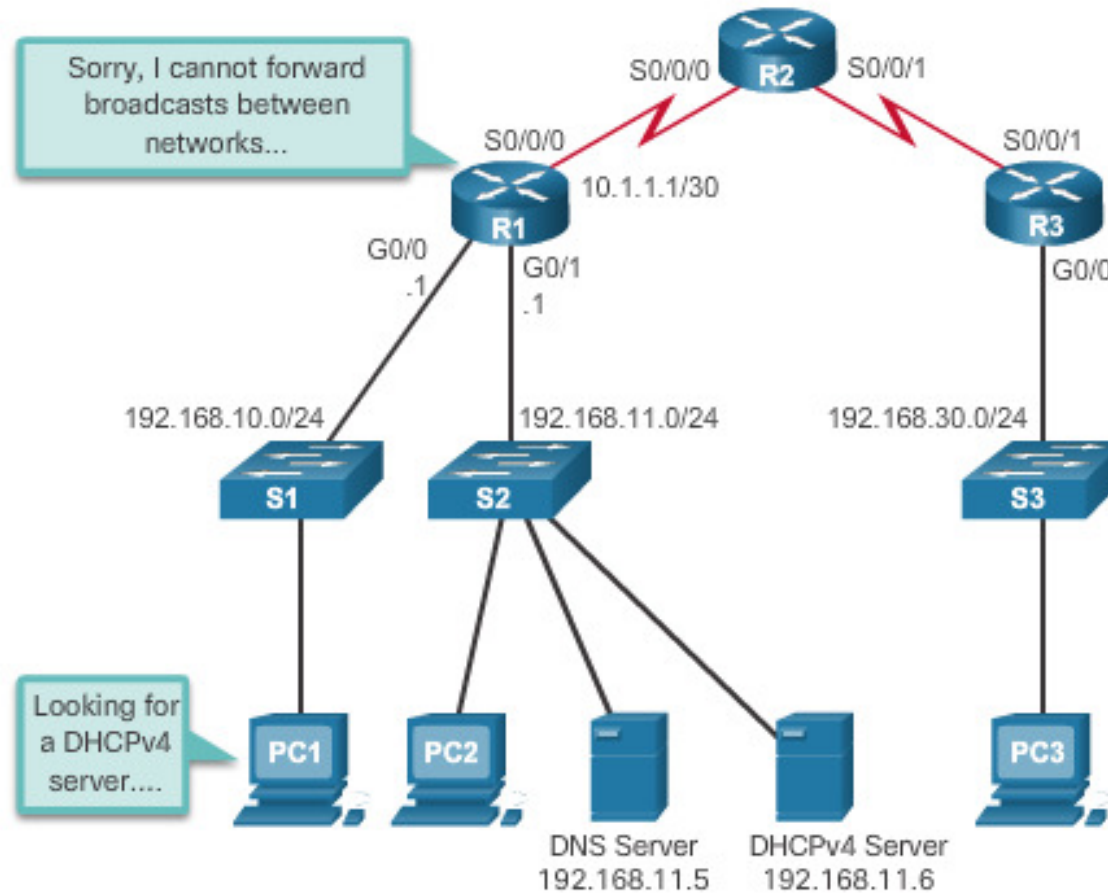 Sorry, I cannot forward
broadcasts between
networks...
S0/0/0
R2
S0/0/1
S0/0/0
S0/0/1
10.1.1.1/30
R1
R3
G0/0
.1
G0/1
.1
G0/0
192.168.10.0/24
192.168.11.0/24
192.168.30.0/24
S1
S2
S3
Looking for
a DHCPv4
server....
PC1
PC2
PC3
DNS Server
192.168.11.5
DHCPv4 Server
192.168.11.6